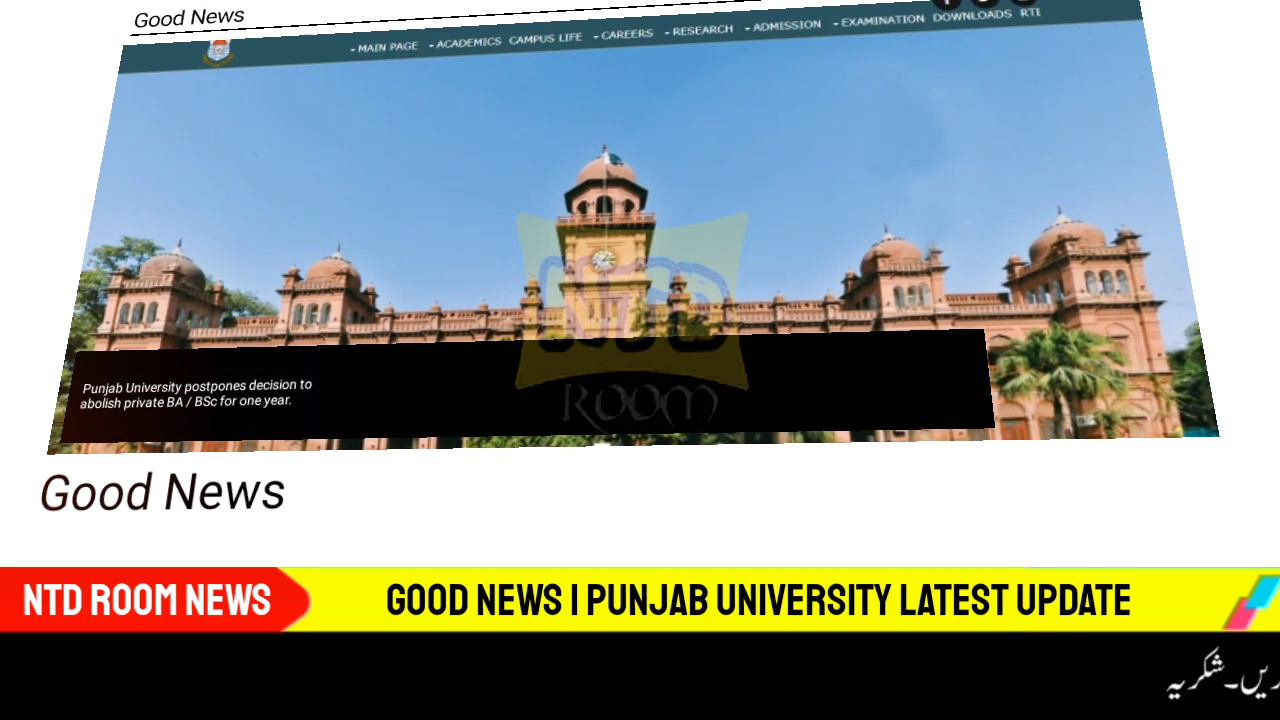 Good News
MAIN PAGE ACADEMICS CAMPUS LIFE CAREERS RESEARCH ADMISSION EXAMINATION DOWNLOADS RTI
NTD
ROOM
Punjab University postpones decision to
abolish private BA / BSc for one year.
Good News
NTD ROOM NEWS
GOOD NEWS | PUNJAB UNIVERSITY LATEST UPDATE
شکریہ